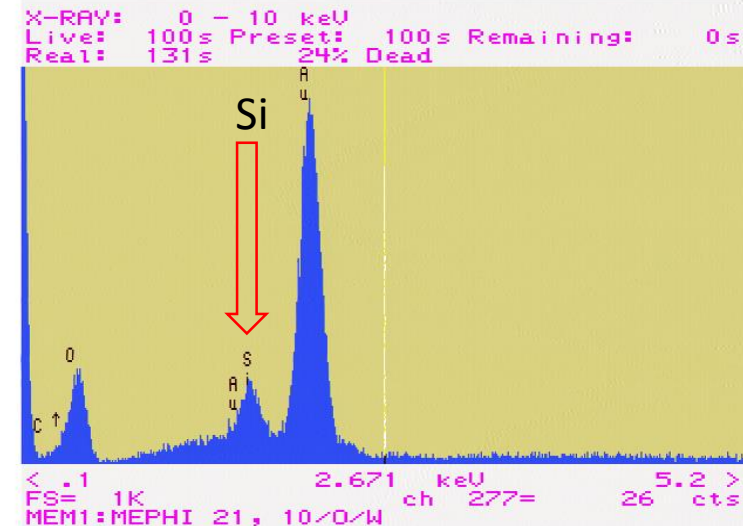 X-RAY: 0 - 10 keV
Live: 100s Preset: 100s Remaining: 0s
Real: 131s 24% Dead
Au
Si
O
Si
Au
C ↑
< .1 2.671 keV 5.2 >
FS= 1K ch 277= 26 cts
MEM1:MEPHI 21, 10/O/W